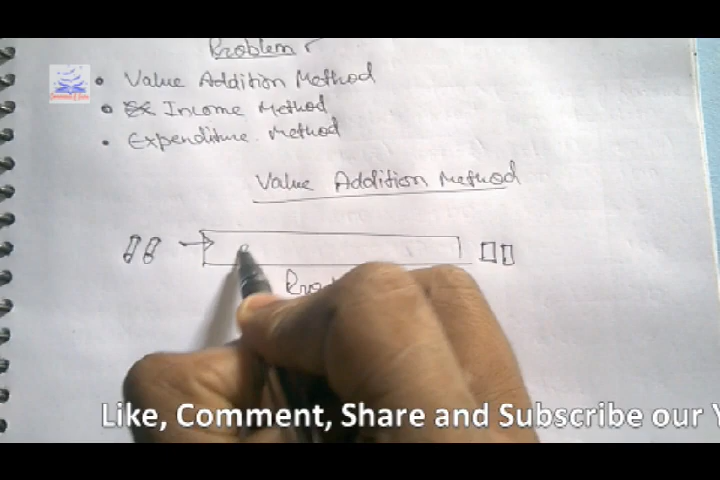 Problem
• Value Addition Method
• Income Method
• Expenditure Method
Value Addition Method
Like, Comment, Share and Subscribe our Y